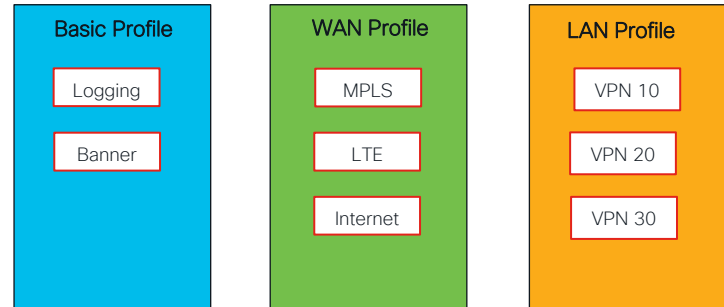 Basic Profile
Logging
Banner
WAN Profile
MPLS
LTE
Internet
LAN Profile
VPN 10
VPN 20
VPN 30